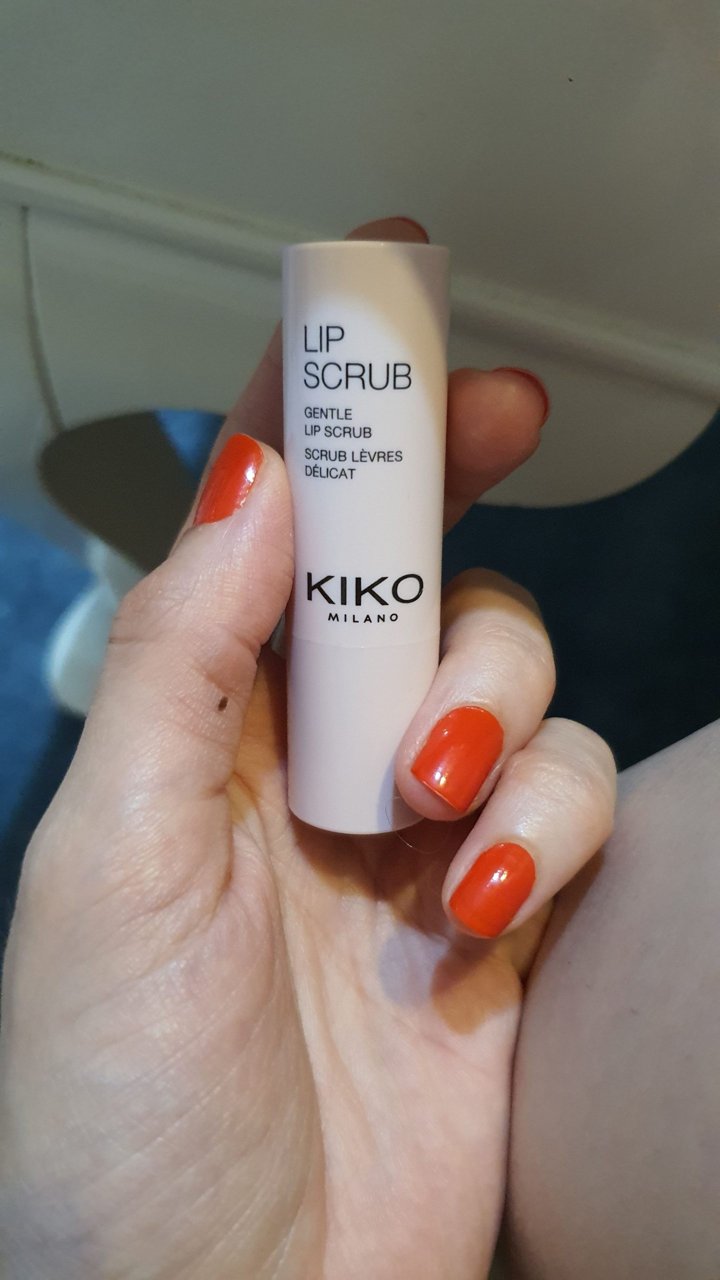 LIP
SCRUB
GENTLE
LIP SCRUB
SCRUB LÈVRES
DÉLICAT
KIKO
MILANO